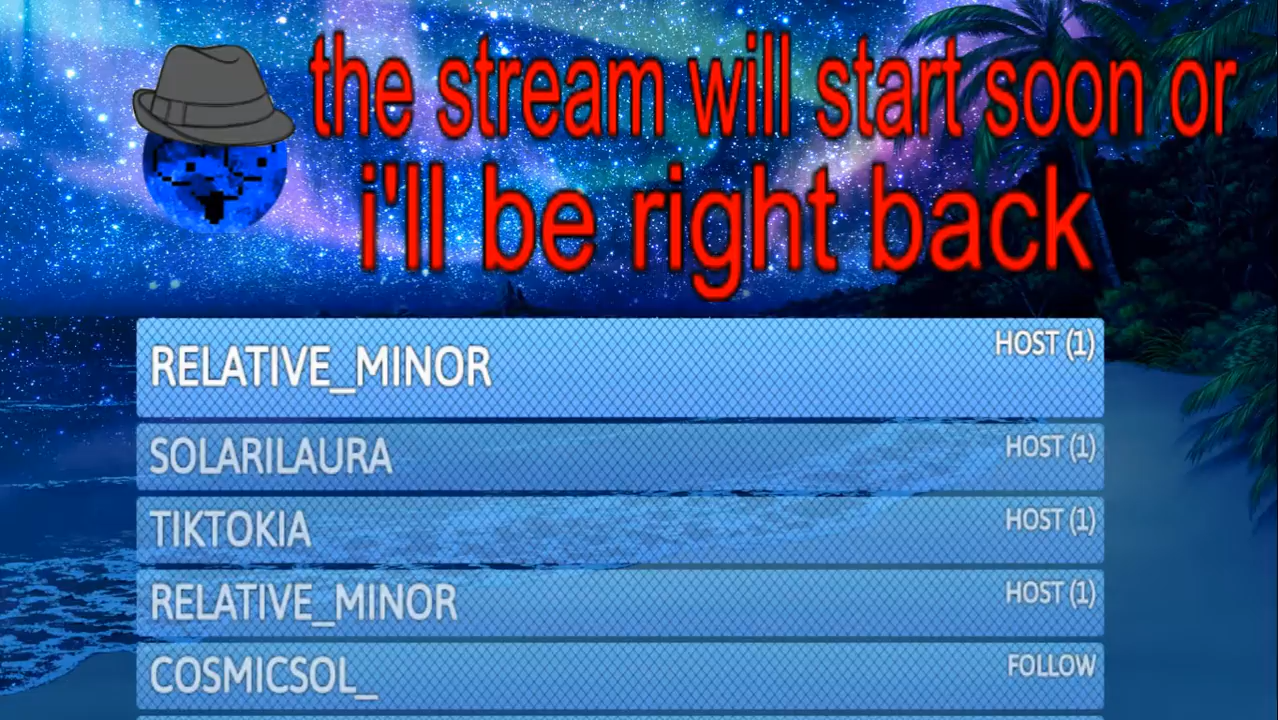 the stream will start soon or
i'll be right back
RELATIVE_MINOR HOST (1)
SOLARILAURA HOST (1)
TIKTOKIA HOST (1)
RELATIVE_MINOR HOST (1)
COSMICSOL_ FOLLOW